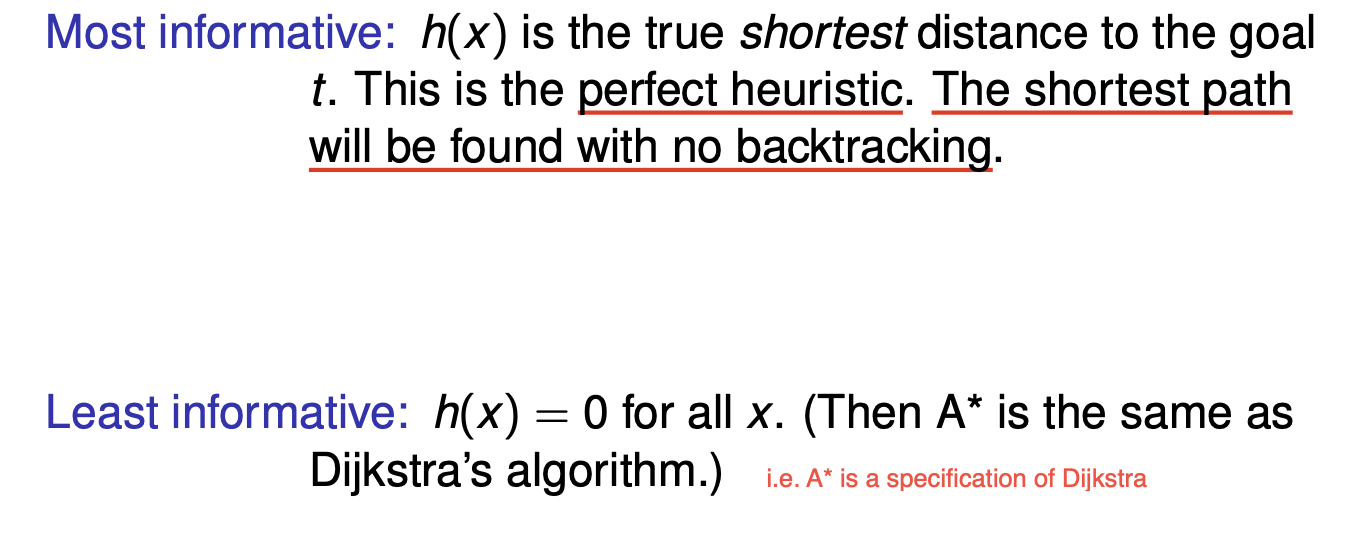 Most informative: h(x) is the true shortest distance to the goal
t. This is the perfect heuristic. The shortest path
will be found with no backtracking.
Least informative: h(x) = 0 for all x. (Then A* is the same as
Dijkstra’s algorithm.) i.e. A* is a specification of Dijkstra